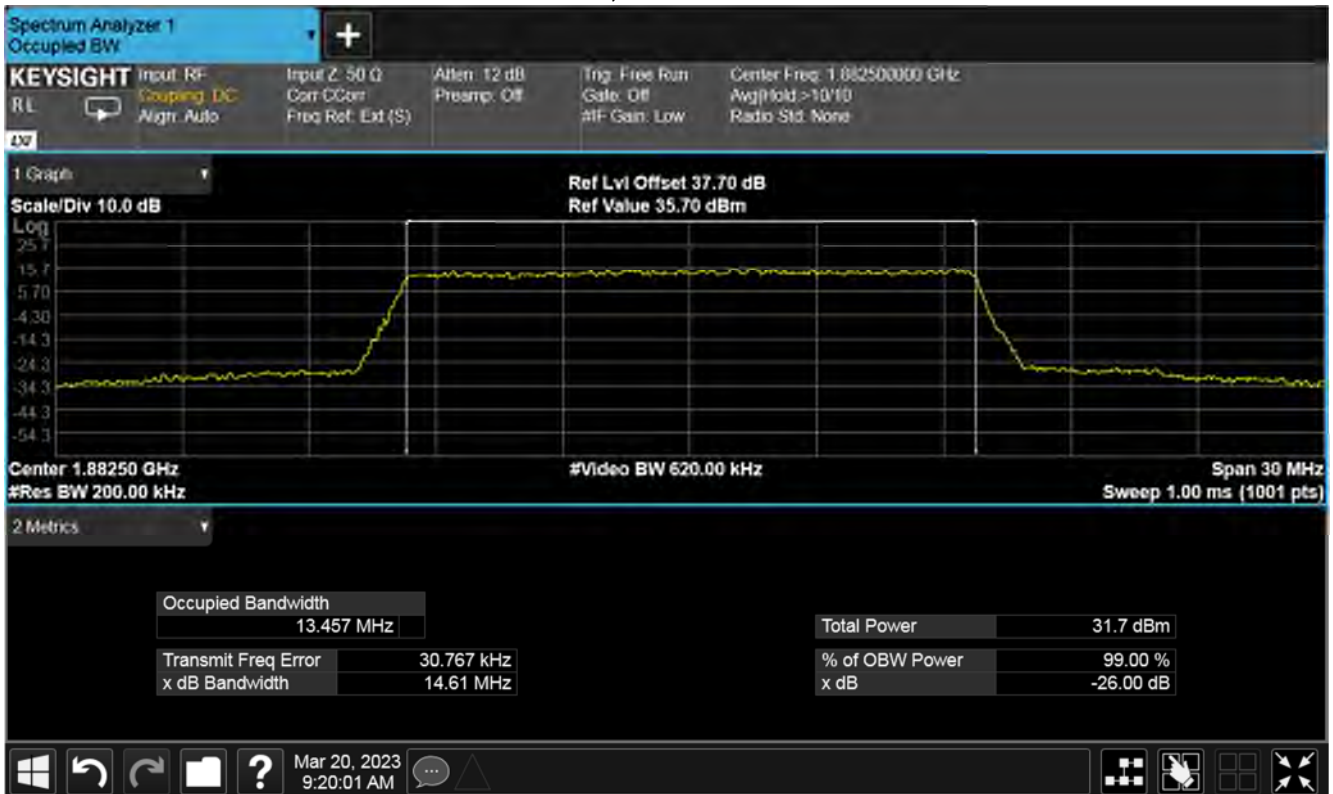 Spectrum Analyzer 1
Occupied BW
+
KEYSIGHT Input: RF Input Z: 50 Ω Atten: 12 dB Trig: Free Run Center Freq: 1.882500000 GHz
RL Coupling: DC Corr CCorr Preamp: Off Gate: Off Avg|Hold:>10/10
Align: Auto Freq Ref: Ext (S) #IF Gain: Low Radio Std: None
1 Graph
Ref Lvl Offset 37.70 dB
Scale/Div 10.0 dB Ref Value 35.70 dBm
Log
25.7
15.7
5.70
-4.30
-14.3
-24.3
-34.3
-44.3
-54.3
Center 1.88250 GHz #Video BW 620.00 kHz Span 30 MHz
#Res BW 200.00 kHz Sweep 1.00 ms (1001 pts)
2 Metrics
Occupied Bandwidth
13.457 MHz Total Power 31.7 dBm
Transmit Freq Error 30.767 kHz % of OBW Power 99.00 %
x dB Bandwidth 14.61 MHz x dB -26.00 dB
? Mar 20, 2023
9:20:01 AM